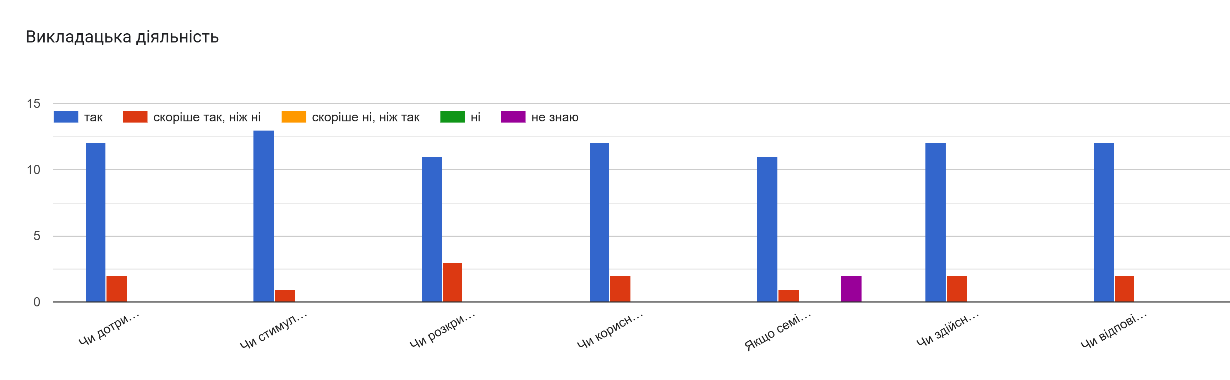 Викладацька діяльність
15
так скоріше так, ніж ні скоріше ні, ніж так ні не знаю
10
5
0
Чи дотри… Чи стимул… Чи розкри… Чи корисн… Якщо семі… Чи здійсн… Чи відпові…